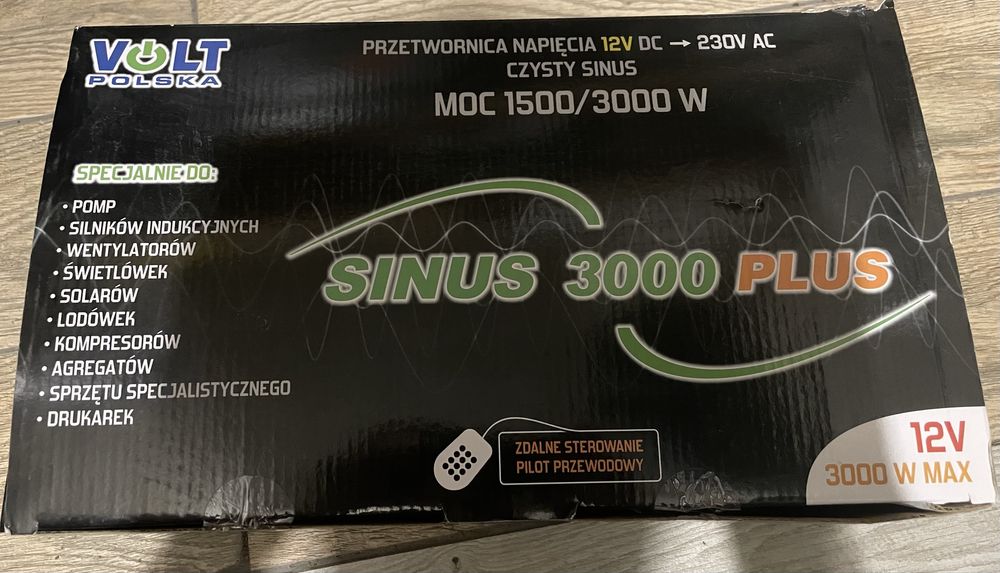 VOLT
POLSKA
PRZETWORNICA NAPIĘCIA 12V DC → 230V AC
CZYSTY SINUS
MOC 1500/3000 W
SPECJALNIE DO:
• POMP
• SILNIKÓW INDUKCYJNYCH
• WENTYLATORÓW
• ŚWIETLÓWEK
• SOLARÓW
• LODÓWEK
• KOMPRESORÓW
• AGREGATÓW
• SPRZĘTU SPECJALISTYCZNEGO
• DRUKAREK
SINUS 3000 PLUS
ZDALNE STEROWANIE
PILOT PRZEWODOWY
12V
3000 W MAX